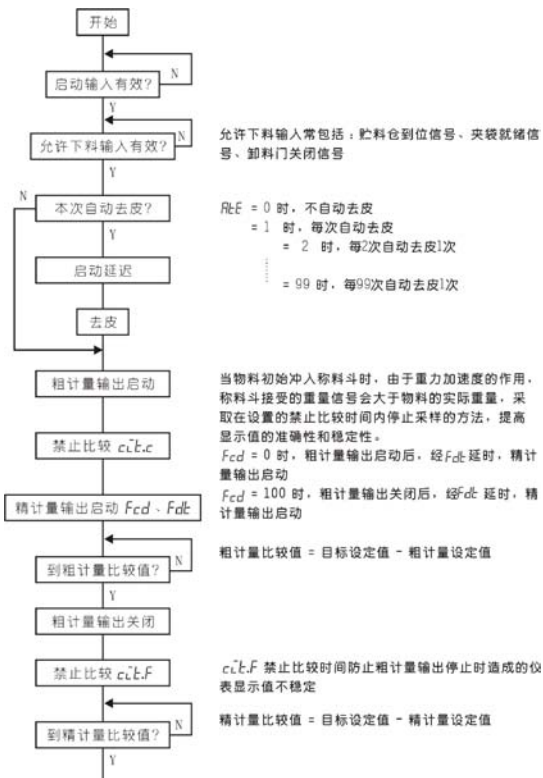 开始
N
启动输入有效?
Y
N
允许下料输入有效?
允许下料输入常包括：贮料仓到位信号、夹袋就绪信
号、卸料门关闭信号
Y
N
本次自动去皮?
AtE = 0 时，不自动去皮
= 1 时，每次自动去皮
Y
= 2 时，每2次自动去皮1次
启动延迟
= 99 时，每99次自动去皮1次
去皮
粗计量输出启动
当物料初始冲入称料斗时，由于重力加速度的作用，
称料斗接受的重量信号会大于物料的实际重量，采
取在设置的禁止比较时间内停止采样的方法，提高
显示值的准确性和稳定性。
禁止比较 cit.c
Fcd = 0 时，粗计量输出启动后，经Fdt 延时，精计
量输出启动
Fcd = 100 时，粗计量输出关闭后，经Fdt 延时，精
计量输出启动
精计量输出启动 Fcd 、Fdt
粗计量比较值 = 目标设定值 - 粗计量设定值
到粗计量比较值?
N
Y
粗计量输出关闭
禁止比较 cit.F
cit.F 禁止比较时间防止粗计量输出停止时造成的仪
表显示值不稳定
精计量比较值 = 目标设定值 - 精计量设定值
N
到精计量比较值?
Y